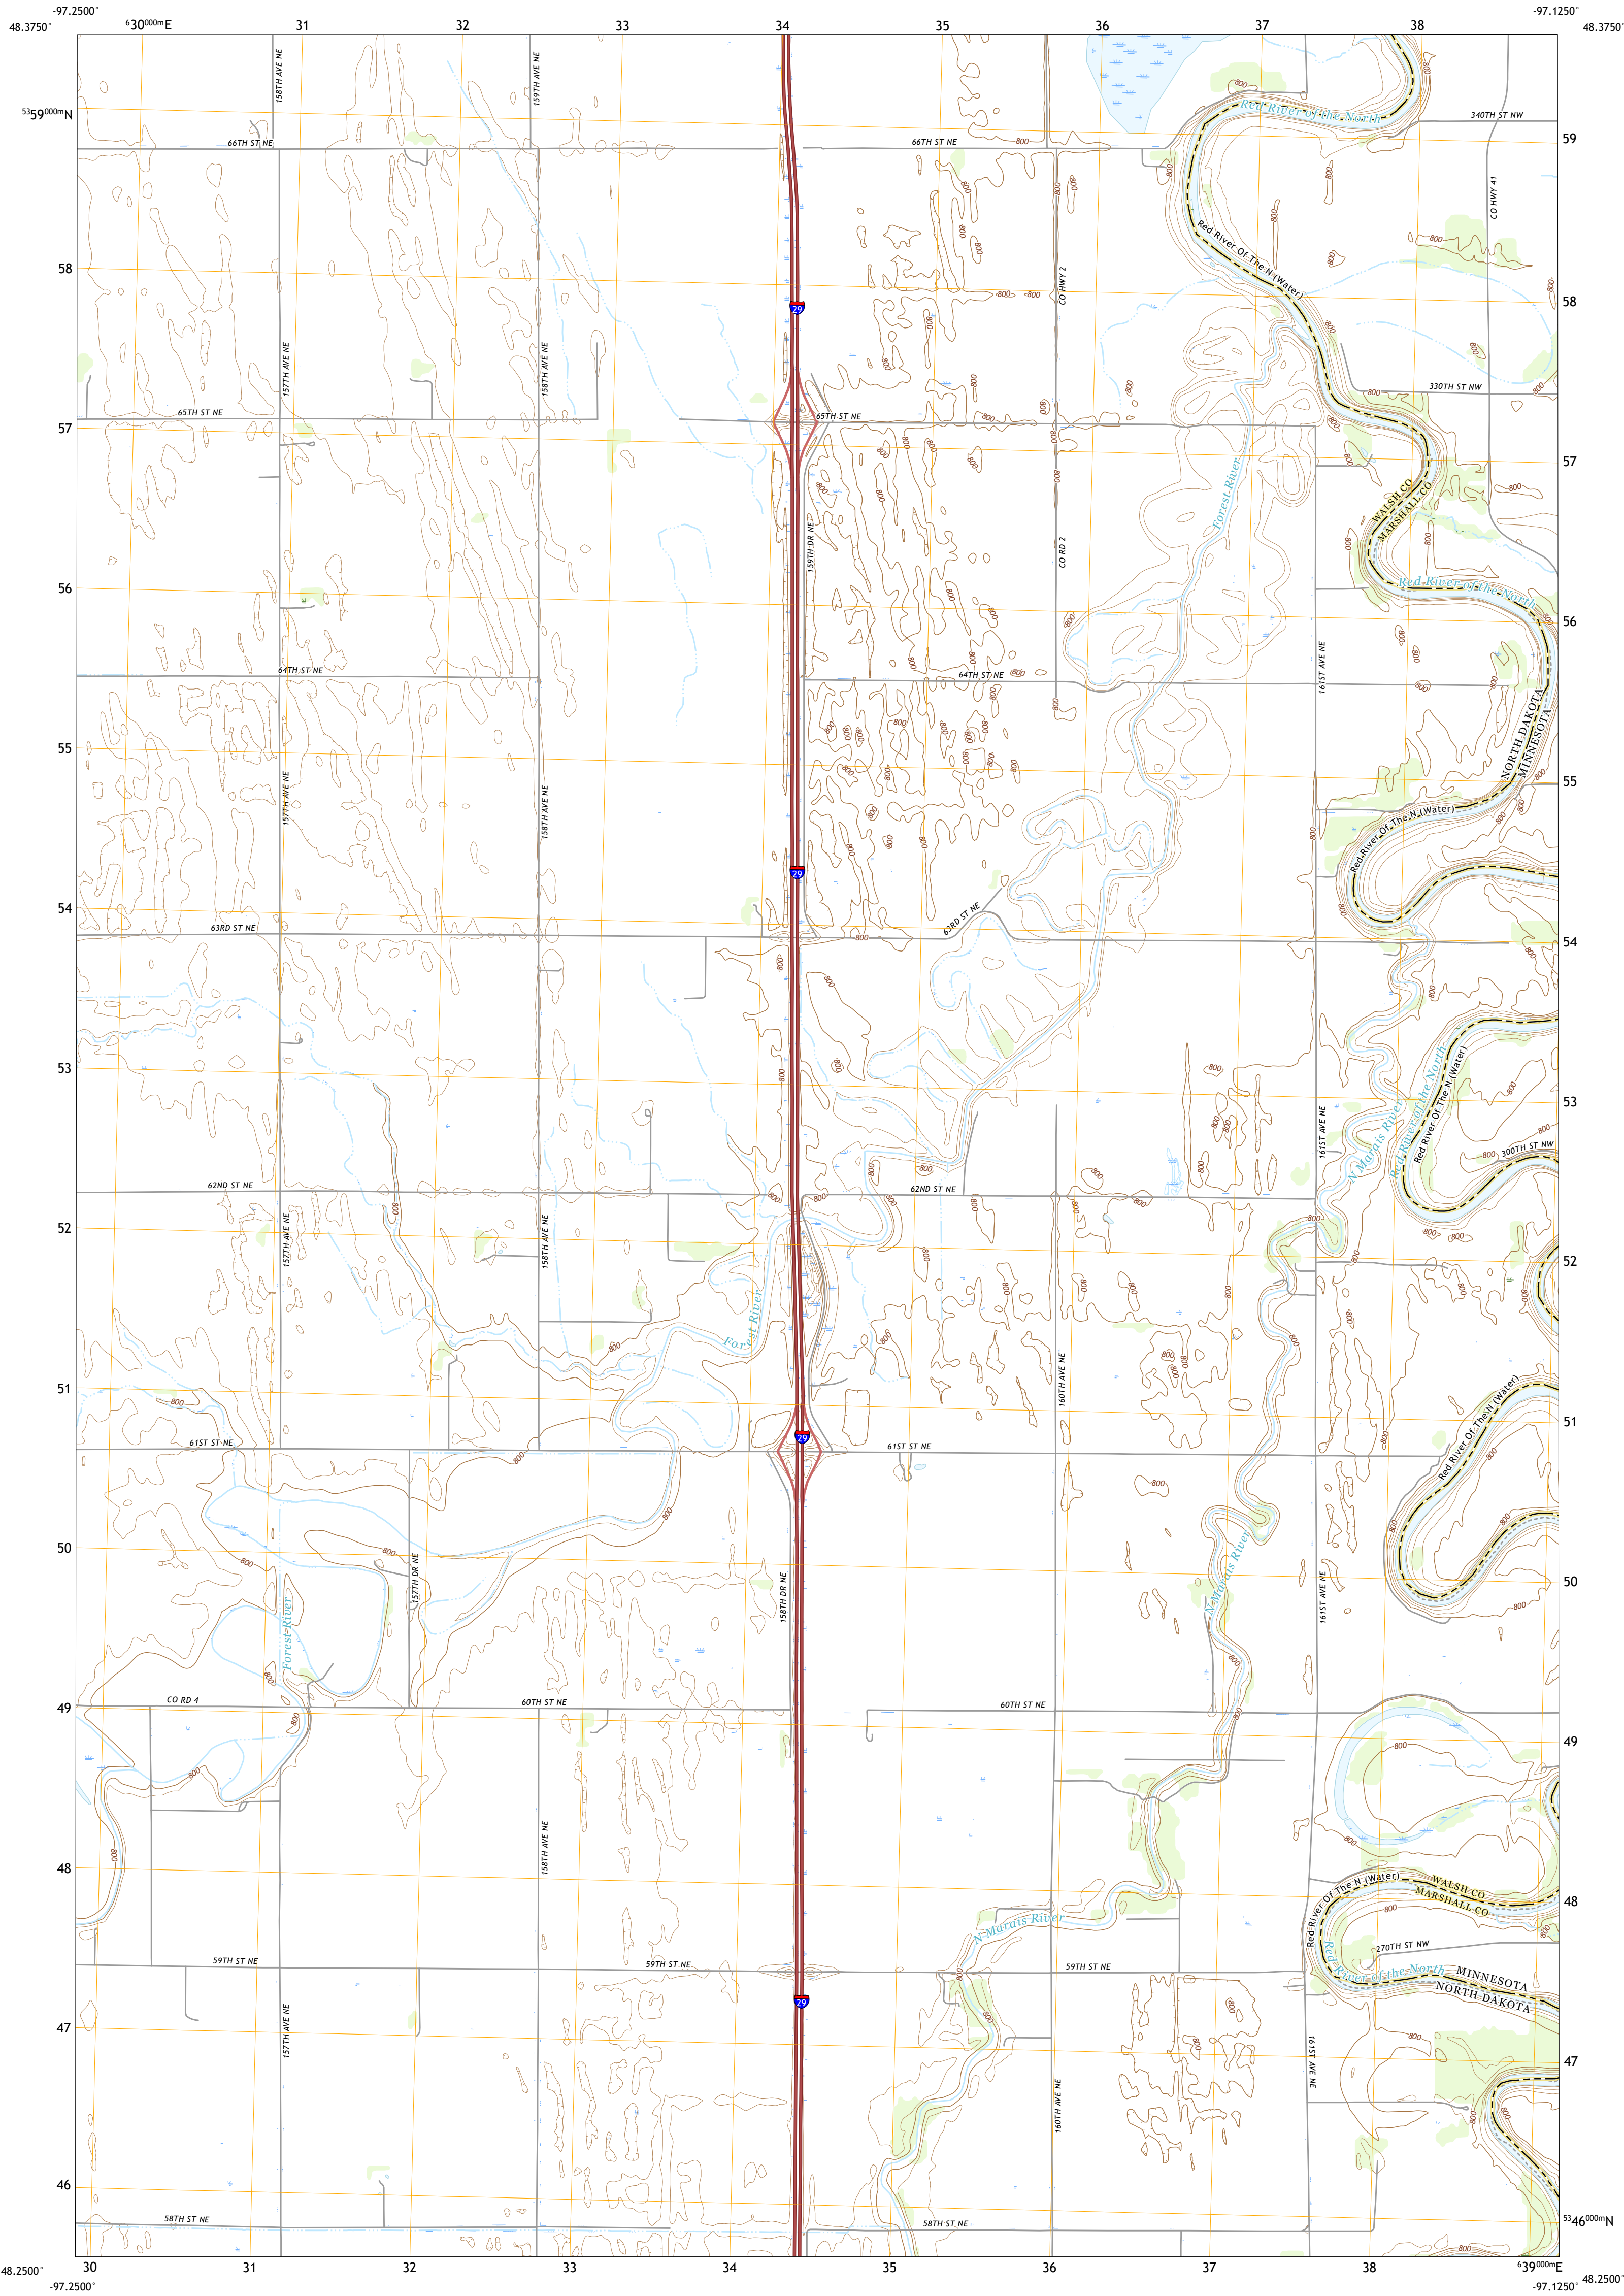 -97.2500°
-97.1250°
48.3750°
⁶30⁰⁰⁰ᵐE
31
32
33
34
35
36
37
38
48.3750°
158TH AVE NE
159TH AVE NE
800
800
Red River of the North
⁵³59⁰⁰⁰ᵐN
340TH ST NW
59
66TH ST NE
66TH ST NE
800
CO HWY 41
800
Red River Of The N (Water)
58
58
CO HWY 2
29
157TH AVE NE
158TH AVE NE
330TH ST NW
65TH ST NE
65TH ST NE
57
57
Forest River
WALSH CO
MARSHALL CO
159TH DR NE
CO RD 2
56
Red River of the North
56
64TH ST NE
64TH ST NE
161ST AVE NE
NORTH DAKOTA
MINNESOTA
55
55
157TH AVE NE
158TH AVE NE
Red River Of The N (Water)
29
54
63RD ST NE
63RD ST NE
54
800
53
53
Red River of the North
Red River Of The N (Water)
N Marais River
161ST AVE NE
300TH ST NW
62ND ST NE
62ND ST NE
52
52
157TH AVE NE
158TH AVE NE
Forest River
800
51
160TH AVE NE
51
Red River Of The N (Water)
61ST ST NE
29
61ST ST NE
800
50
50
157TH DR NE
158TH DR NE
N Marais River
161ST AVE NE
Forest River
49
CO RD 4
60TH ST NE
60TH ST NE
49
800
158TH AVE NE
48
48
Red River Of The N (Water)
WALSH CO
MARSHALL CO
N Marais River
270TH ST NW
59TH ST NE
59TH ST NE
59TH ST NE
Red River of the North
MINNESOTA
NORTH DAKOTA
29
47
47
157TH AVE NE
161ST AVE NE
160TH AVE NE
46
58TH ST NE
58TH ST NE
⁵³46⁰⁰⁰ᵐN
800
48.2500°
30
31
32
33
34
35
36
37
38
⁶39⁰⁰⁰ᵐE
48.2500°
-97.2500°
-97.1250°